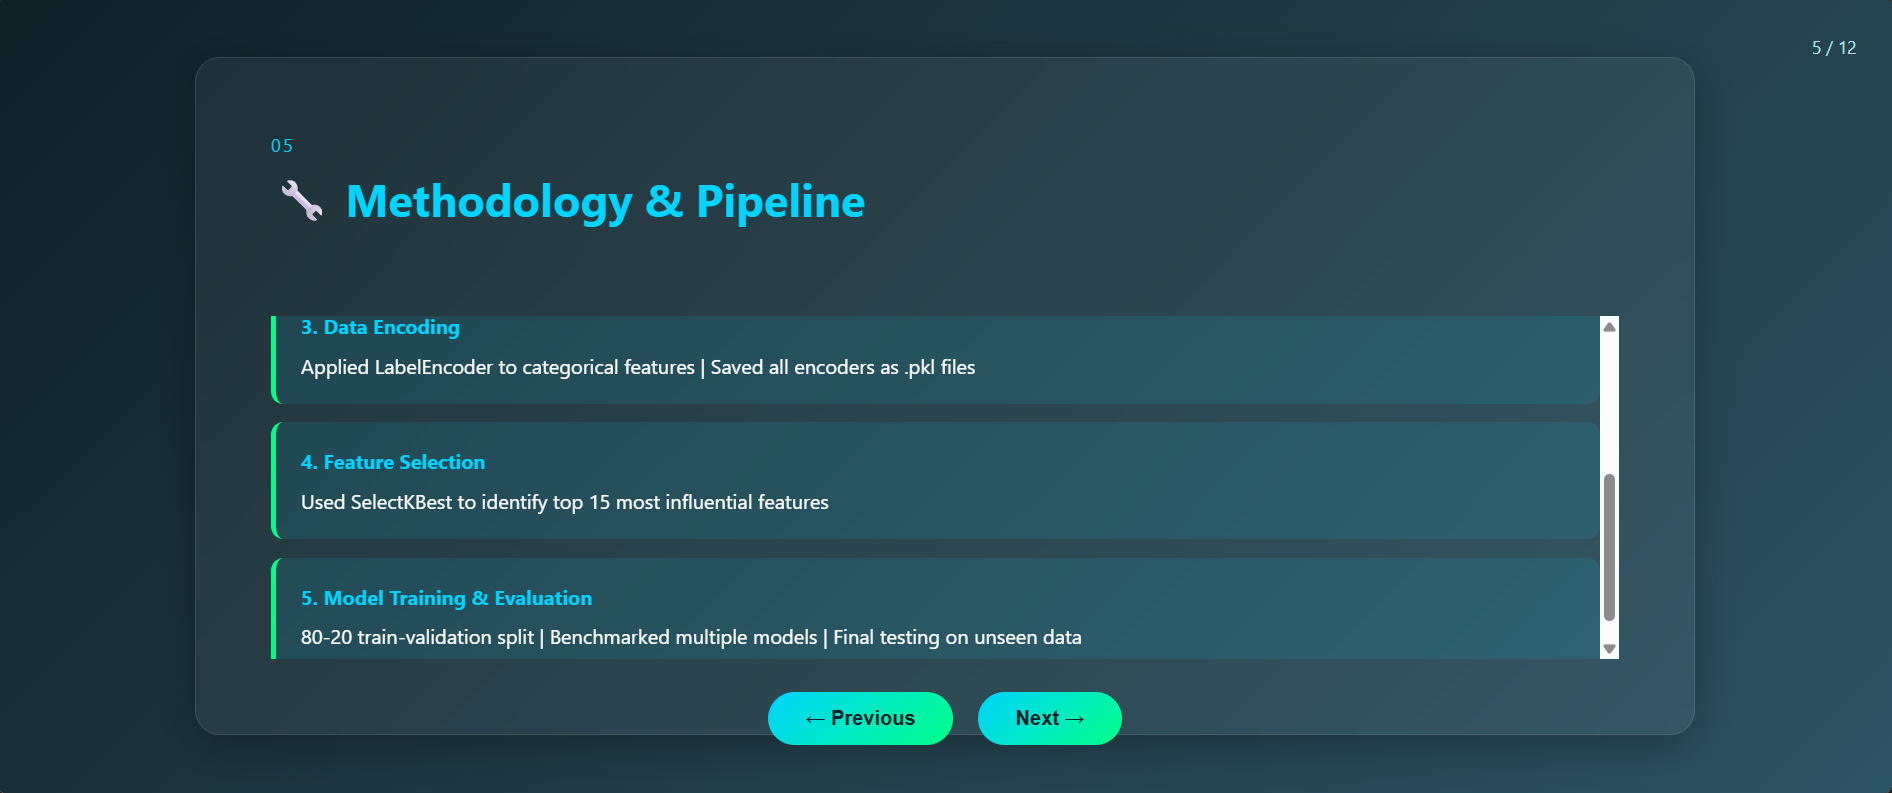 5 / 12
05
Methodology & Pipeline
3. Data Encoding
Applied LabelEncoder to categorical features | Saved all encoders as .pkl files
4. Feature Selection
Used SelectKBest to identify top 15 most influential features
5. Model Training & Evaluation
80-20 train-validation split | Benchmarked multiple models | Final testing on unseen data
← Previous
Next →